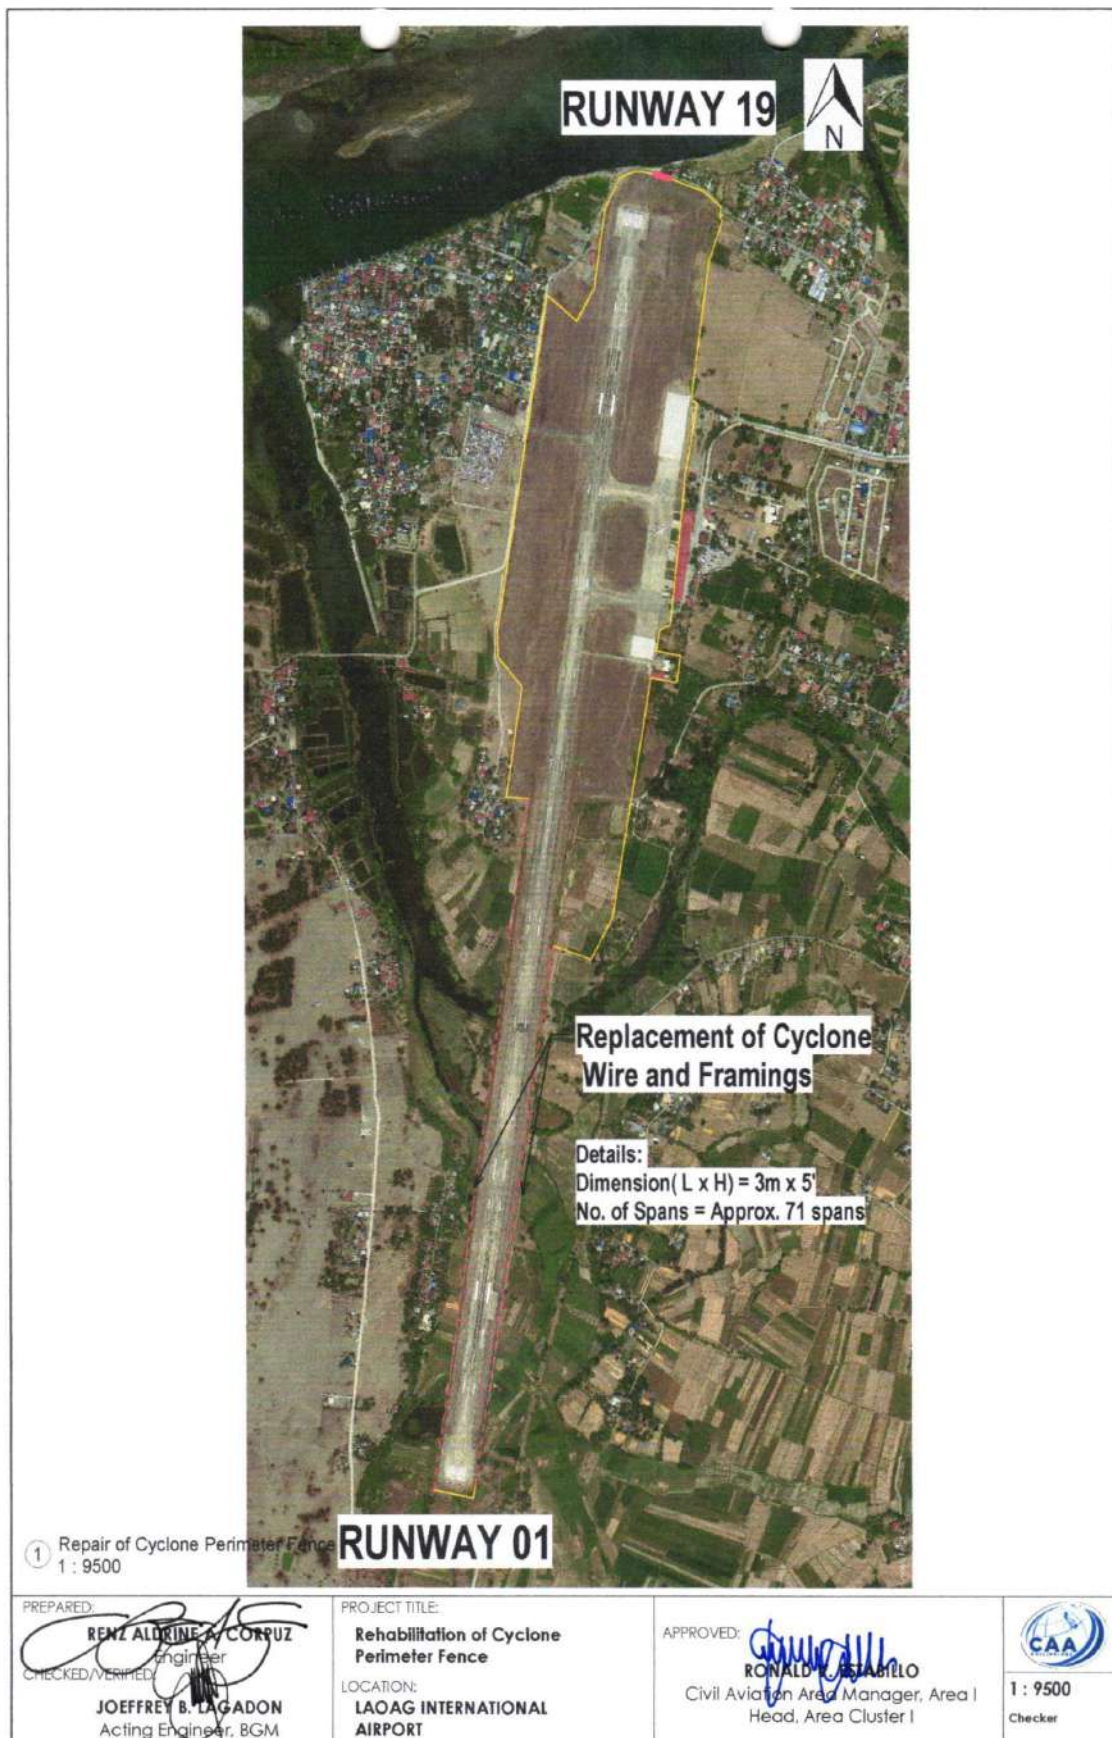 RUNWAY 19
N
Replacement of Cyclone
Wire and Framings
Details:
Dimension( L x H) = 3m x 5'
No. of Spans = Approx. 71 spans
RUNWAY 01
1 Repair of Cyclone Perimeter Fence
1 : 9500
PREPARED:
RENZ ALDRINE A. CORPUZ
Engineer
CHECKED/VERIFIED:
JOEFFREY B. LAGADON
Acting Engineer, BGM
PROJECT TITLE:
Rehabilitation of Cyclone
Perimeter Fence
LOCATION:
LAOAG INTERNATIONAL
AIRPORT
APPROVED:
RONALD ESTABILLO
Civil Aviation Area Manager, Area I
Head, Area Cluster I
CAA
1 : 9500
Checker